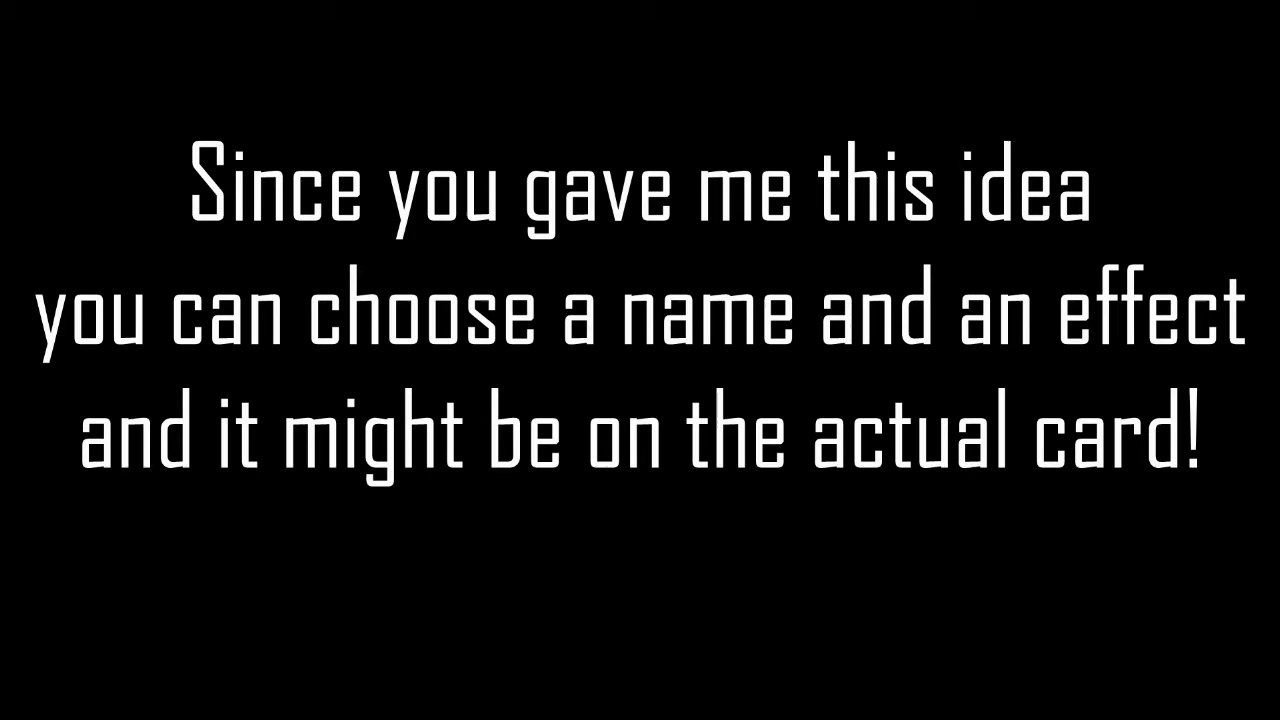 Since you gave me this idea
you can choose a name and an effect
and it might be on the actual card!